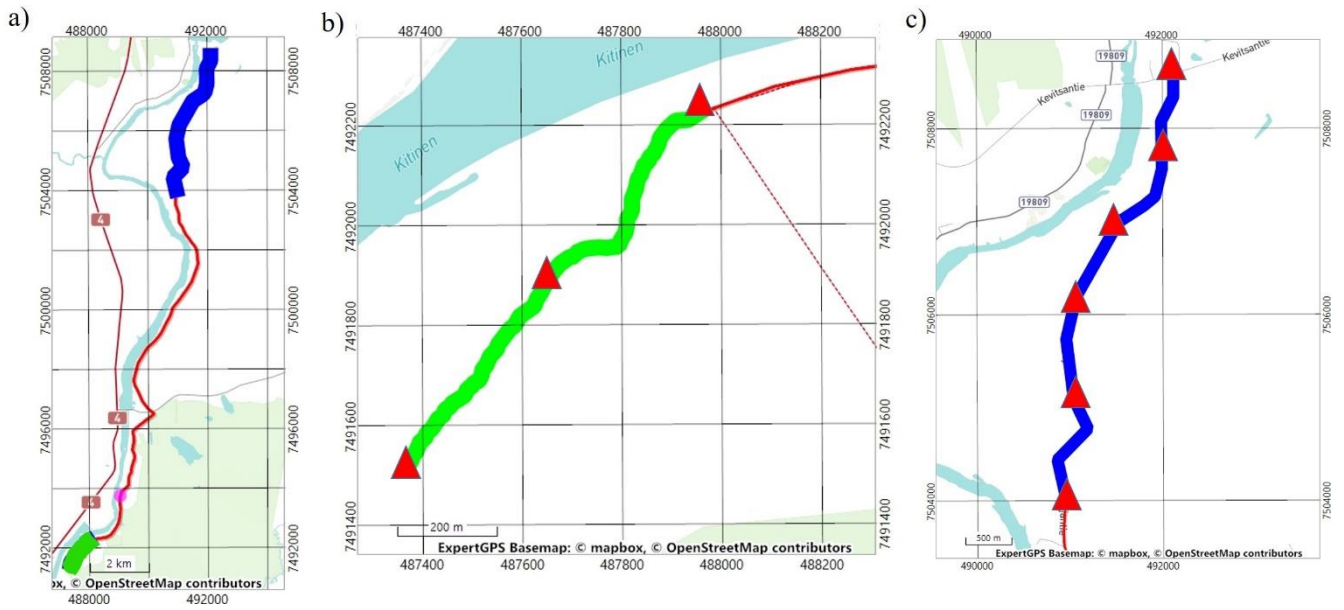 a)
488000 492000
7508000 7508000
7504000 7504000
4
7500000 7500000
4
7496000 7496000
4
7492000 7492000
2 km
ox, © OpenStreetMap contributors
488000 492000
b)
487400 487600 487800 488000 488200
Kitinen
Kitinen
7492200 7492200
7492000 7492000
7491800 7491800
7491600 7491600
7491400 7491400
200 m
ExpertGPS Basemap: © mapbox, © OpenStreetMap contributors
487400 487600 487800 488000 488200
c)
490000 492000
19809
Kevitsantie
Kevitsantie
19809
7508000 7508000
19809
7506000 7506000
7504000 7504000
500 m
ExpertGPS Basemap: © mapbox, © OpenStreetMap contributors
490000 492000